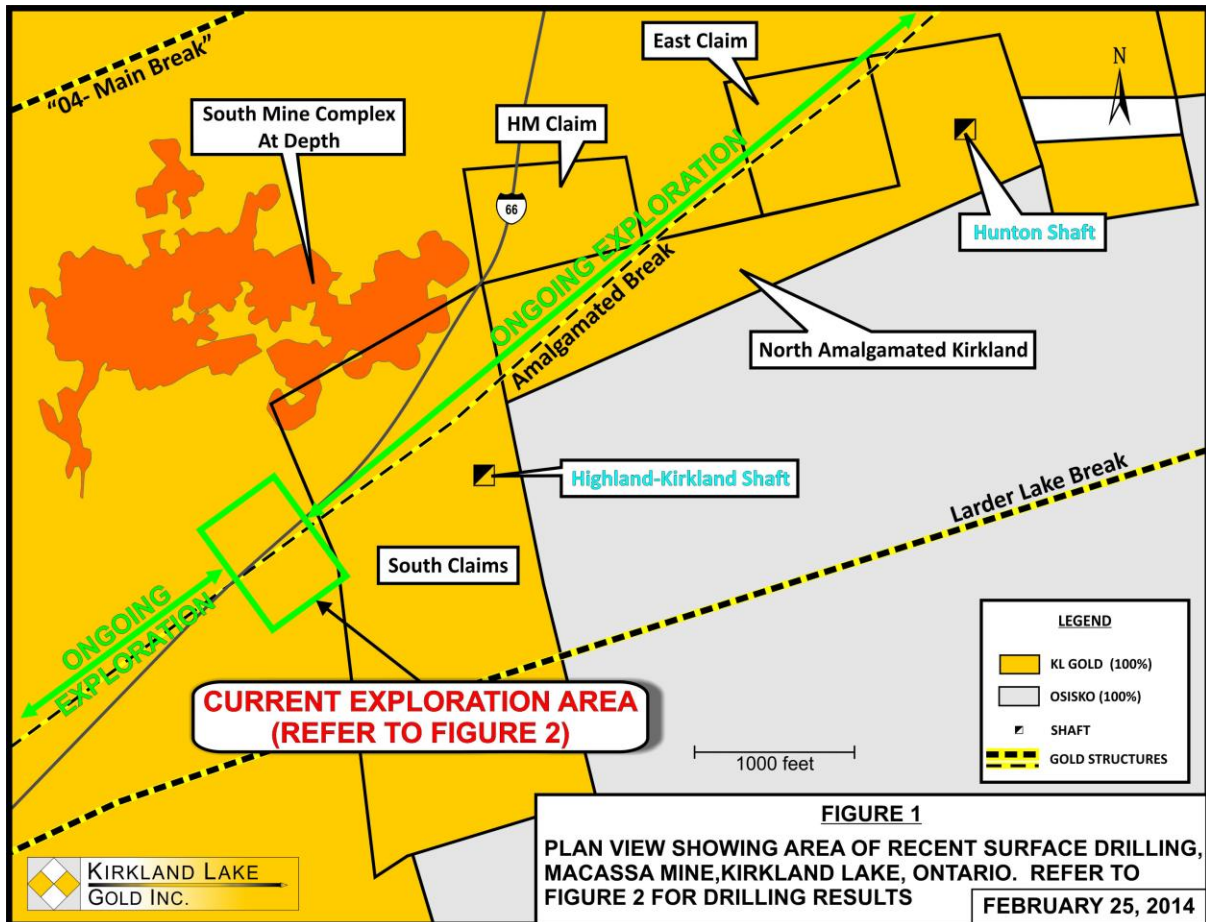 "04- Main Break"
South Mine Complex
At Depth
HM Claim
East Claim
N
66
Hunton Shaft
ONGOING EXPLORATION
Amalgamated Break
North Amalgamated Kirkland
Highland-Kirkland Shaft
Larder Lake Break
South Claims
ONGOING
EXPLORATION
CURRENT EXPLORATION AREA
(REFER TO FIGURE 2)
1000 feet
LEGEND
KL GOLD (100%)
OSISKO (100%)
SHAFT
GOLD STRUCTURES
KIRKLAND LAKE
GOLD INC.
FIGURE 1
PLAN VIEW SHOWING AREA OF RECENT SURFACE DRILLING,
MACASSA MINE,KIRKLAND LAKE, ONTARIO. REFER TO
FIGURE 2 FOR DRILLING RESULTS
FEBRUARY 25, 2014